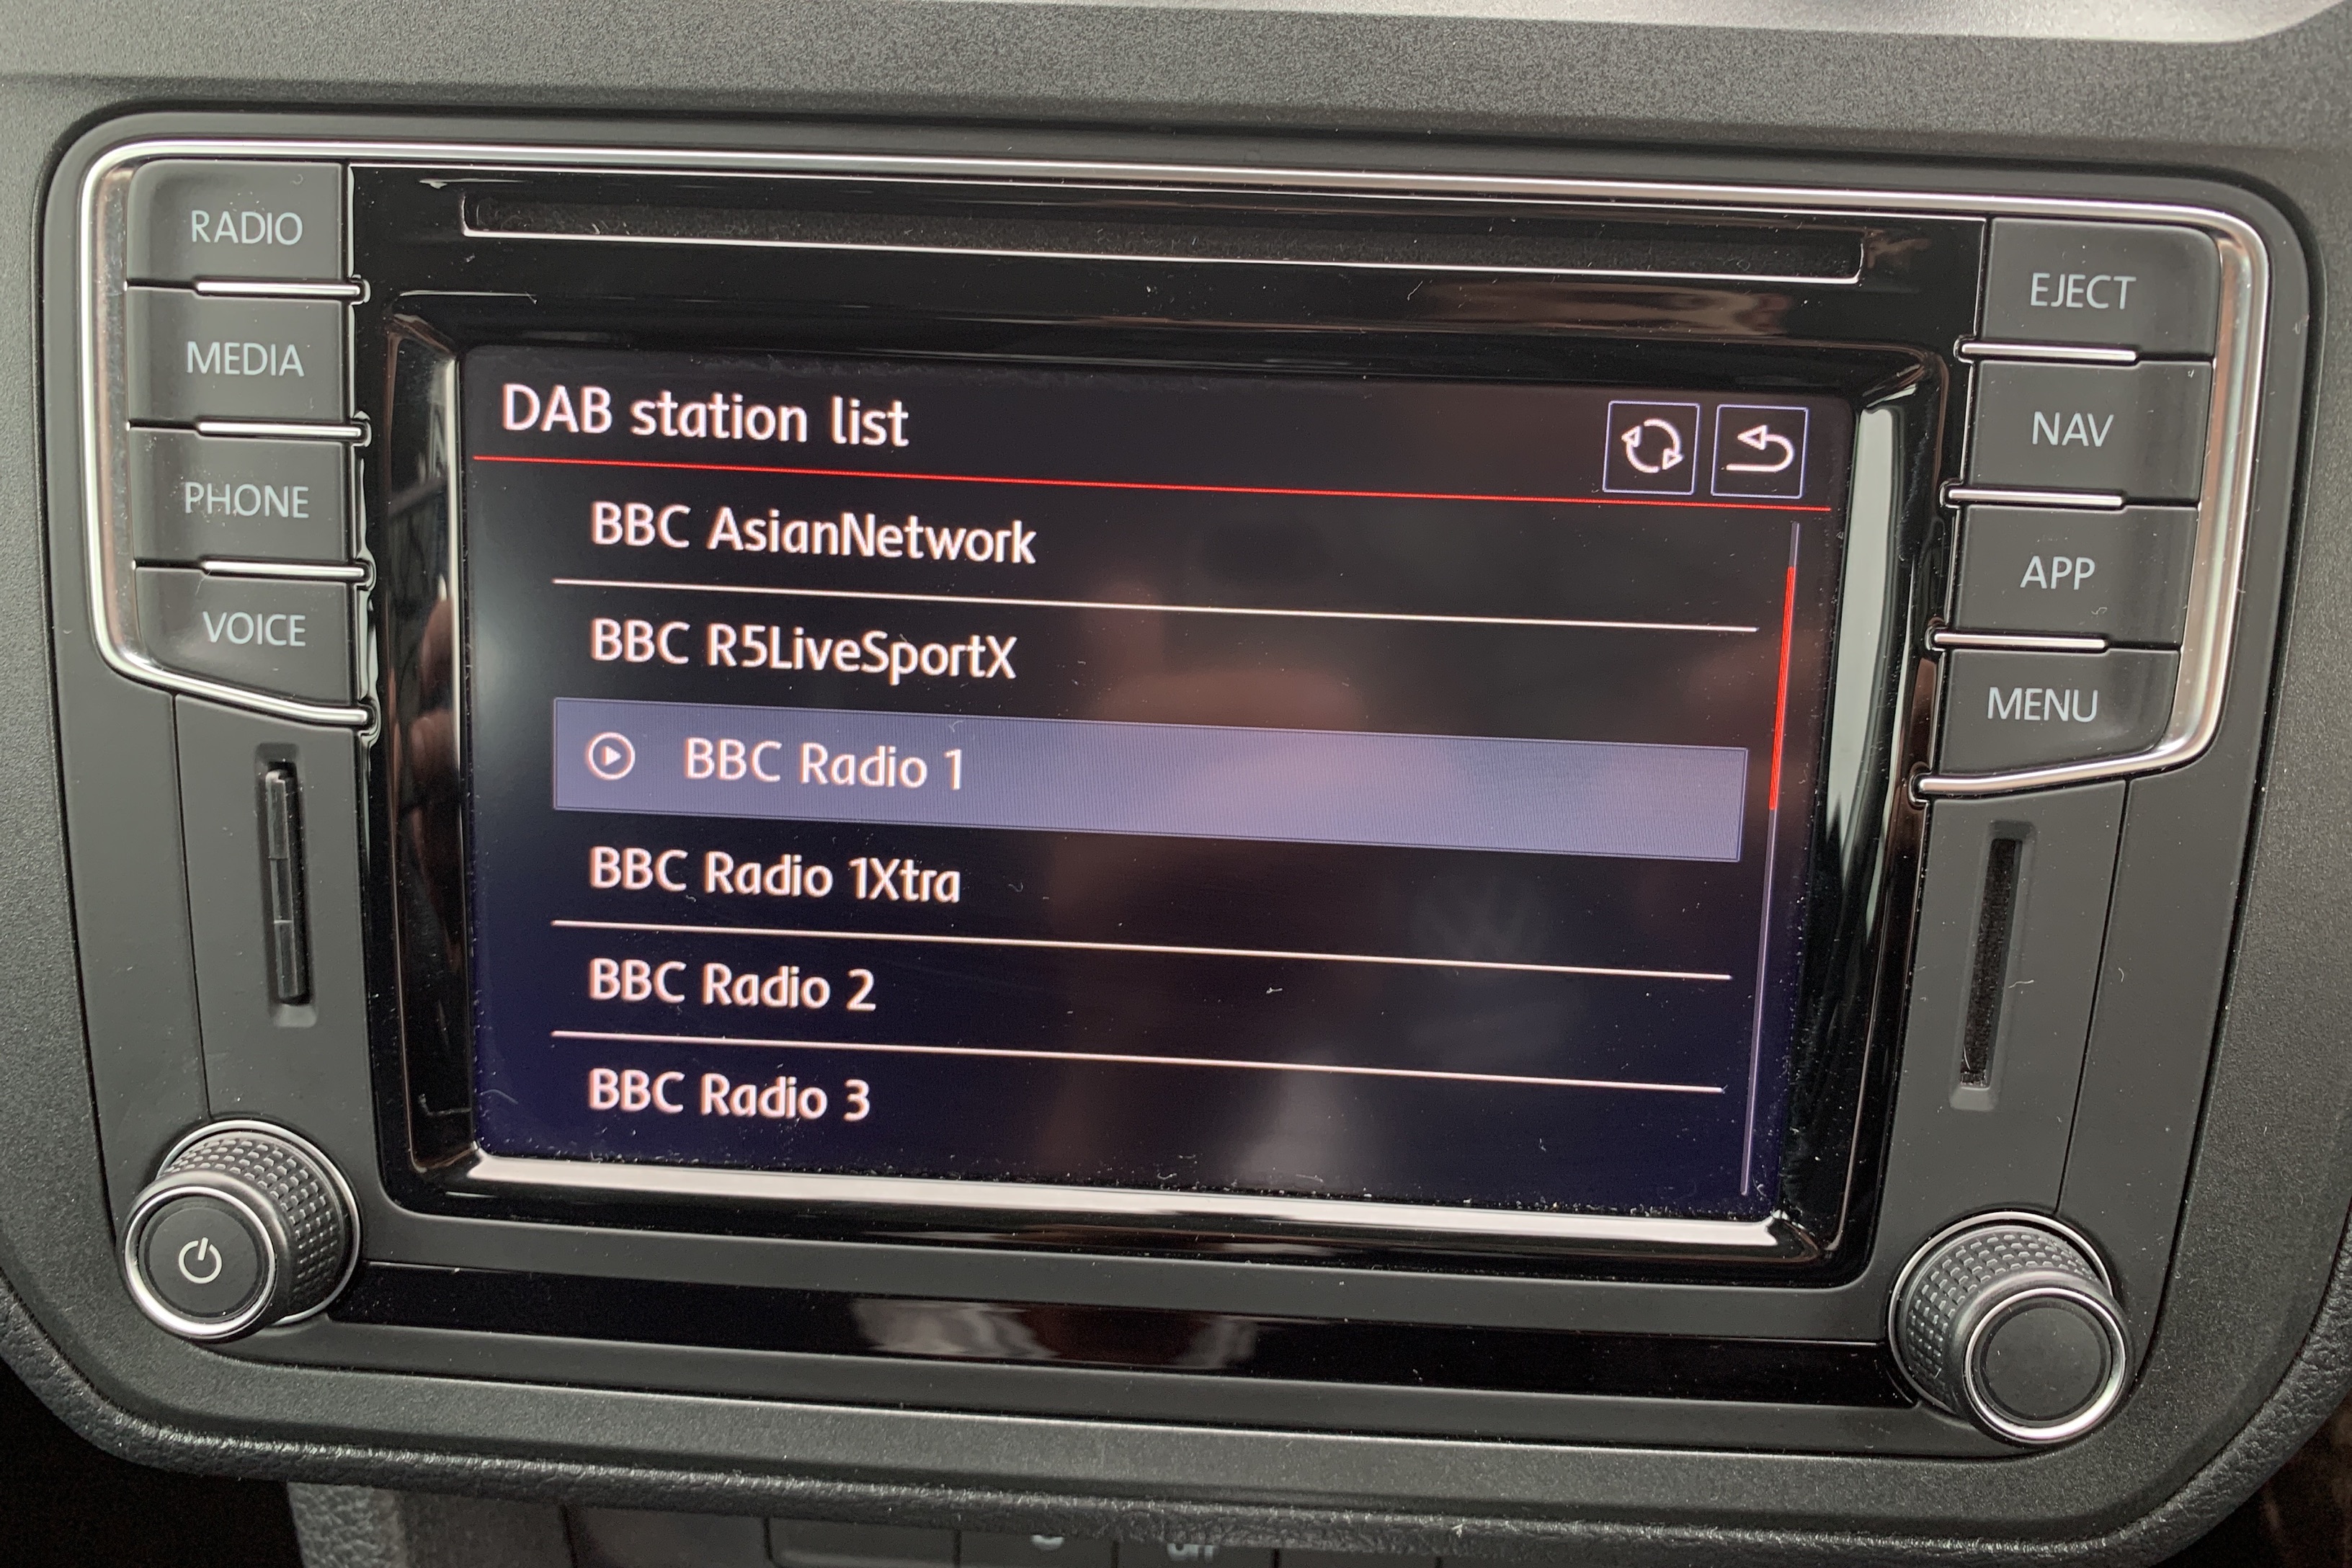 RADIO
MEDIA
PHONE
VOICE
DAB station list
BBC AsianNetwork
BBC R5LiveSportX
BBC Radio 1
BBC Radio 1Xtra
BBC Radio 2
BBC Radio 3
EJECT
NAV
APP
MENU